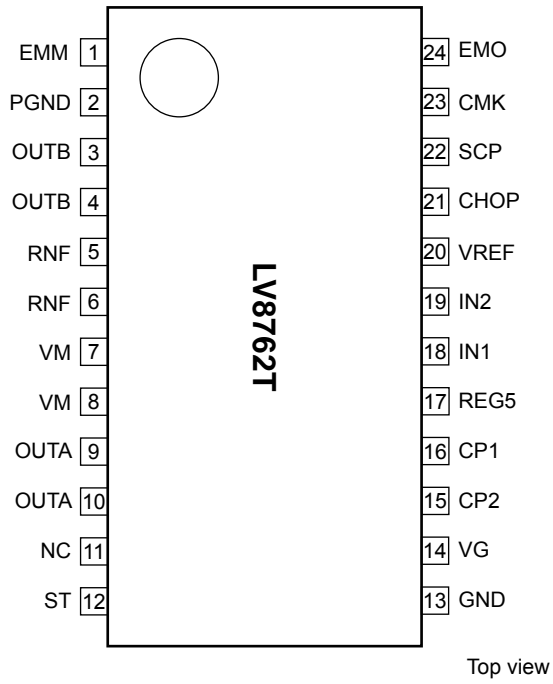 EMM 1
PGND 2
OUTB 3
OUTB 4
RNF 5
RNF 6
VM 7
VM 8
OUTA 9
OUTA 10
NC 11
ST 12
LV8762T
24 EMO
23 CMK
22 SCP
21 CHOP
20 VREF
19 IN2
18 IN1
17 REG5
16 CP1
15 CP2
14 VG
13 GND
Top view